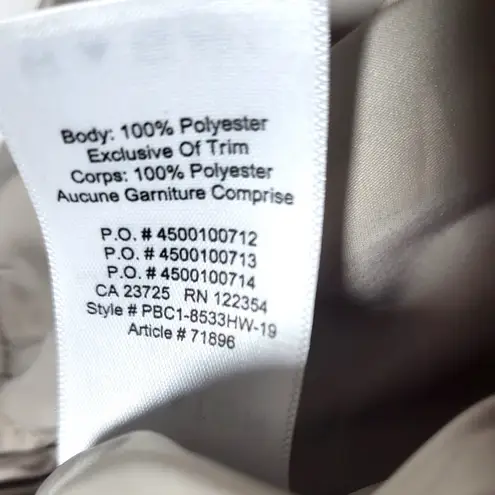 Body: 100% Polyester
Exclusive Of Trim
Corps: 100% Polyester
Aucune Garniture Comprise
P.O. # 4500100712
P.O. # 4500100713
P.O. # 4500100714
CA 23725 RN 122354
Style # PBC1-8533HW-19
Article # 71896